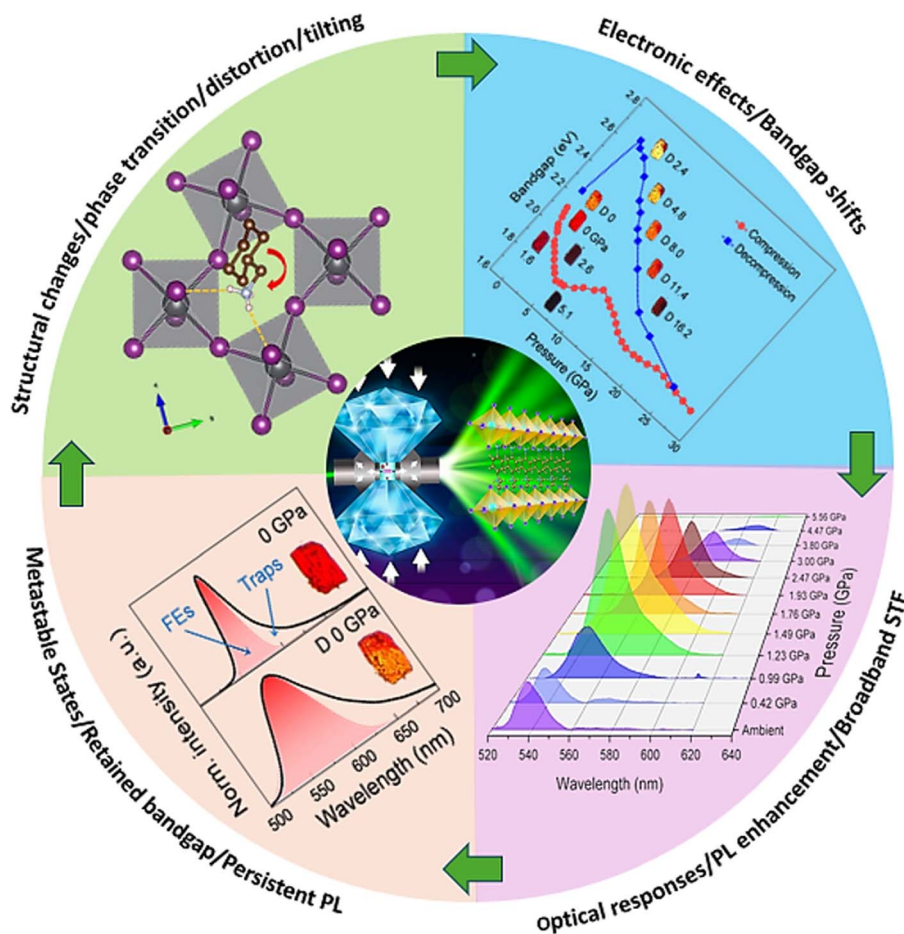 Structural changes/phase transition/distortion/tilting
Electronic effects/Bandgap shifts
Bandgap (eV)
2.8
2.6
2.4
2.2
2.0
1.8
1.6
D 2.4
D 4.8
D 8.0
D 11.4
D 16.2
D 0
0 GPa
1.6
2.6
5.1
Compression
Decompression
0
5
10
15
20
25
30
Pressure (GPa)
5.56 GPa
4.47 GPa
3.80 GPa
3.00 GPa
2.47 GPa
1.93 GPa
1.76 GPa
1.49 GPa
1.23 GPa
0.99 GPa
0.42 GPa
Ambient
Pressure (GPa)
520 540 560 580 600 620 640
Wavelength (nm)
Optical responses/PL enhancement/Broadband STE
0 GPa
FEs
Traps
D 0 GPa
Norm. intensity (a.u.)
500 550 600 650 700
Wavelength (nm)
Metastable States/Retained bandgap/Persistent PL